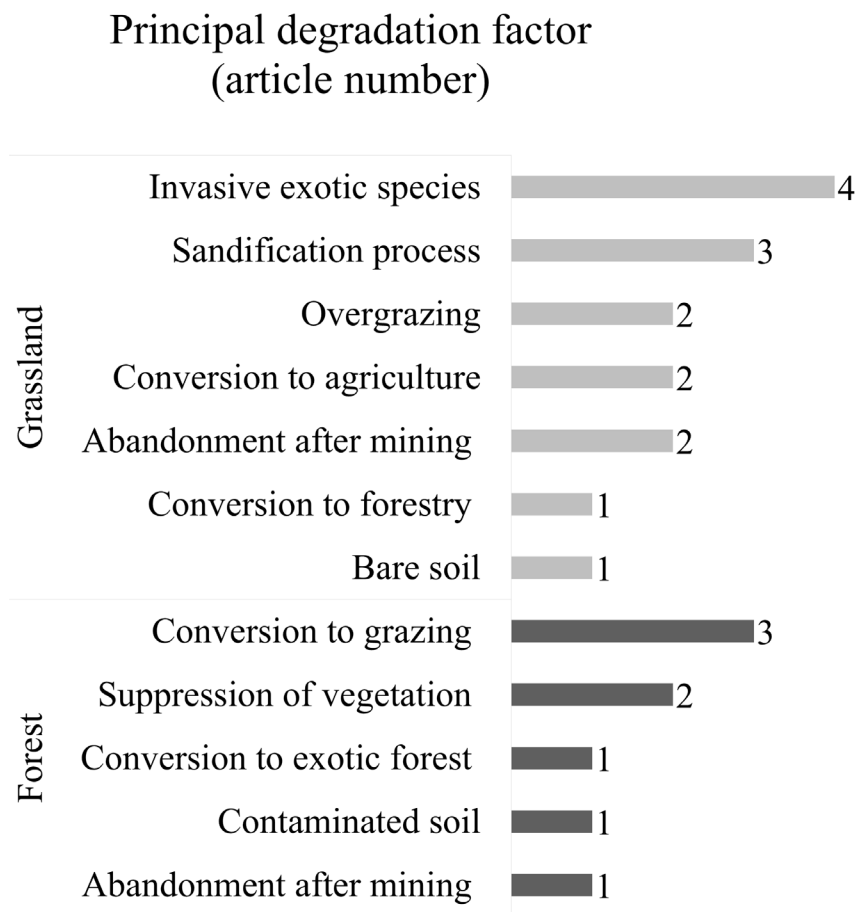 Principal degradation factor
(article number)
Grassland
Invasive exotic species 4
Sandification process 3
Overgrazing 2
Conversion to agriculture 2
Abandonment after mining 2
Conversion to forestry 1
Bare soil 1
Forest
Conversion to grazing 3
Suppression of vegetation 2
Conversion to exotic forest 1
Contaminated soil 1
Abandonment after mining 1